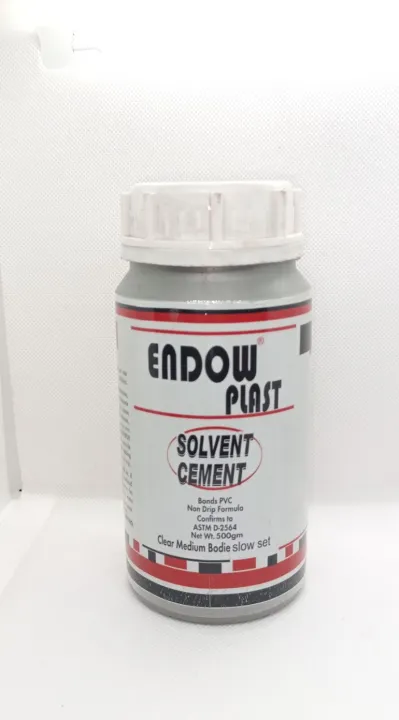 ENDOW®
PLAST
SOLVENT
CEMENT
Bonds PVC
Non Drip Formula
Confirms to
ASTM D-2564
Net Wt. 500gm
Clear Medium Bodie slow set